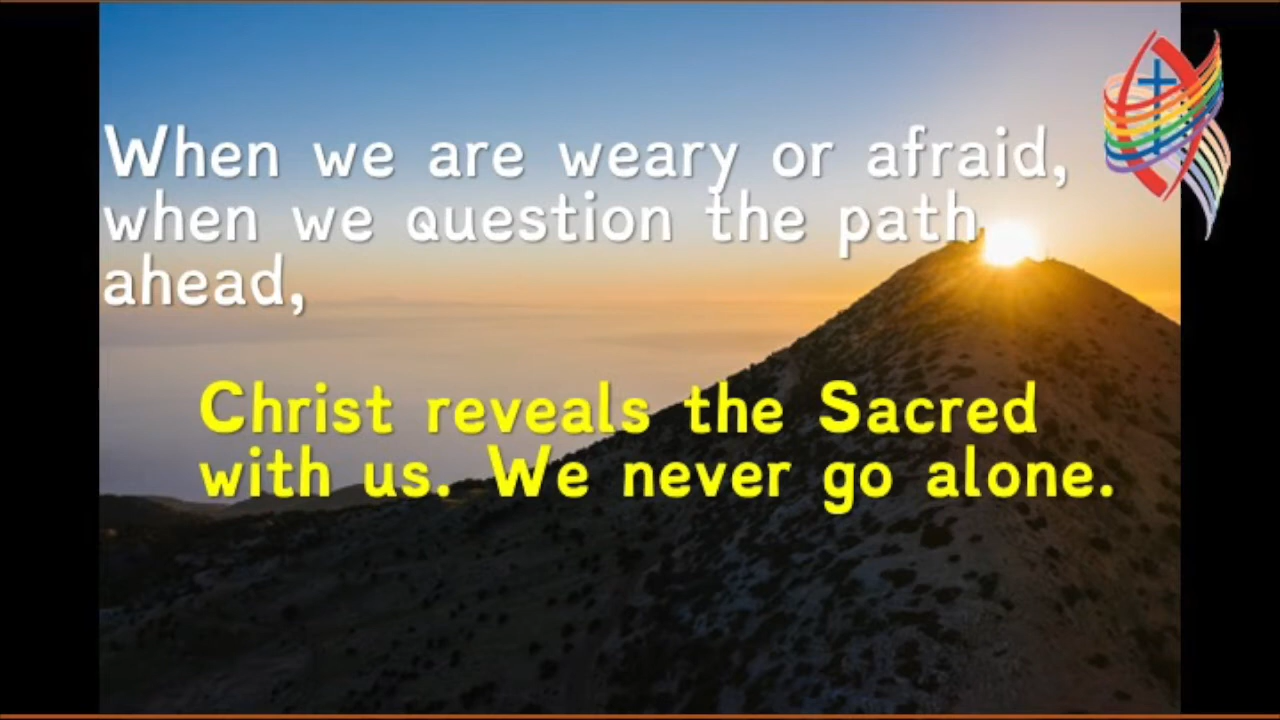 When we are weary or afraid,
when we question the path
ahead,
Christ reveals the Sacred
with us. We never go alone.